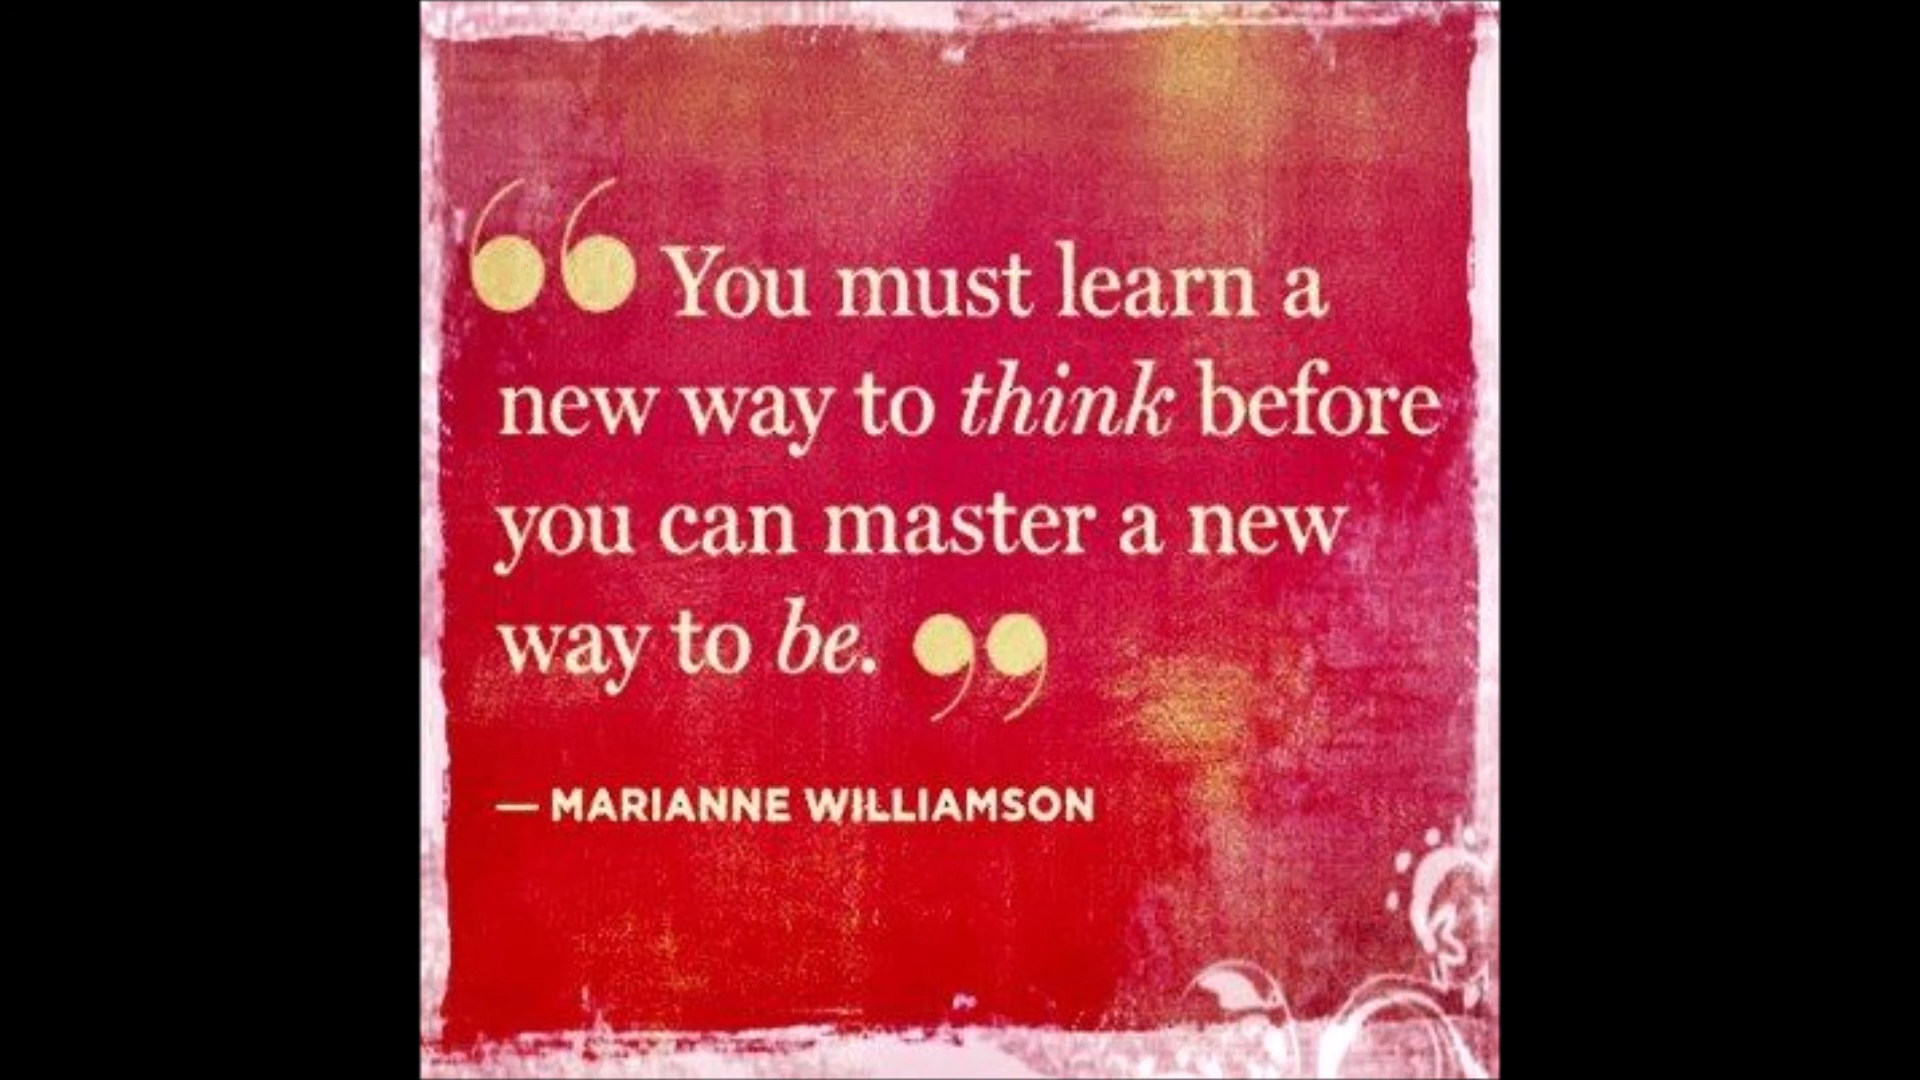 “ You must learn a
new way to think before
you can master a new
way to be. ”
— MARIANNE WILLIAMSON